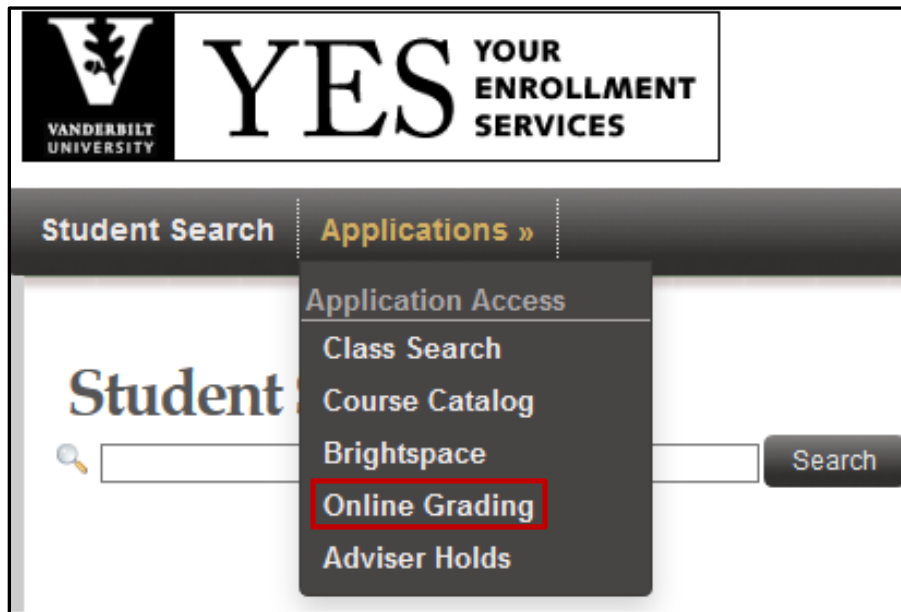 VANDERBILT
UNIVERSITY
YES
YOUR
ENROLLMENT
SERVICES
Student Search
Applications »
Application Access
Class Search
Course Catalog
Brightspace
Online Grading
Adviser Holds
Student
Search